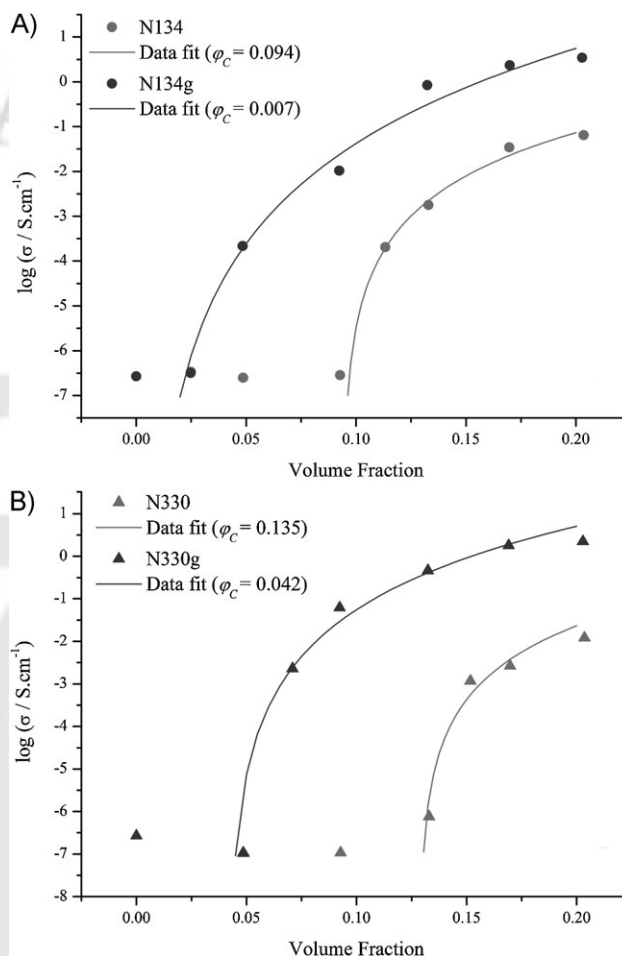 A)
N134
Data fit (φC = 0.094)
N134g
Data fit (φC = 0.007)
log (σ / S.cm-1)
1
0
-1
-2
-3
-4
-5
-6
-7
0.00 0.05 0.10 0.15 0.20
Volume Fraction
B)
N330
Data fit (φC = 0.135)
N330g
Data fit (φC = 0.042)
log (σ / S.cm-1)
1
0
-1
-2
-3
-4
-5
-6
-7
-8
0.00 0.05 0.10 0.15 0.20
Volume Fraction